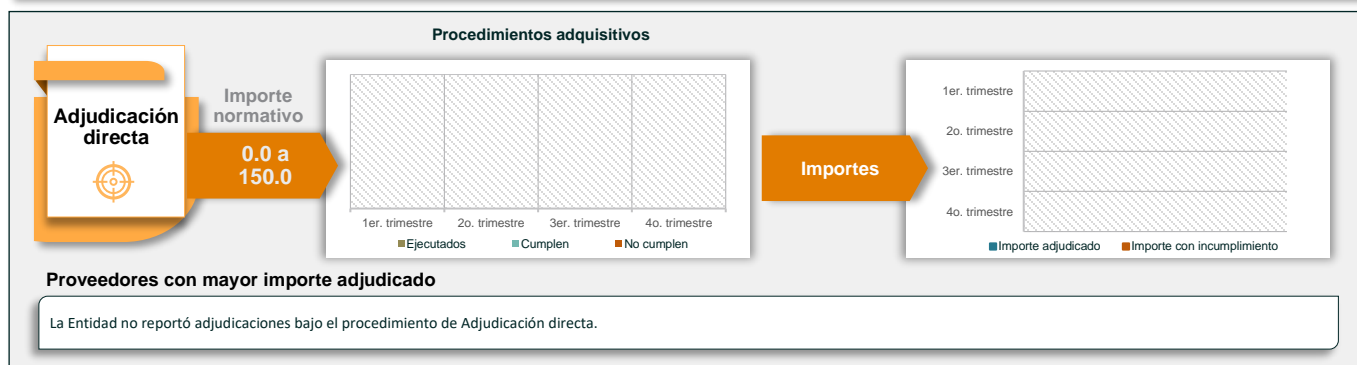 Procedimientos adquisitivos
Adjudicación
directa
Importe
normativo
0.0 a
150.0
1er. trimestre
2o. trimestre
3er. trimestre
4o. trimestre
Ejecutados
Cumplen
No cumplen
Importes
1er. trimestre
2o. trimestre
3er. trimestre
4o. trimestre
Importe adjudicado
Importe con incumplimiento
Proveedores con mayor importe adjudicado
La Entidad no reportó adjudicaciones bajo el procedimiento de Adjudicación directa.